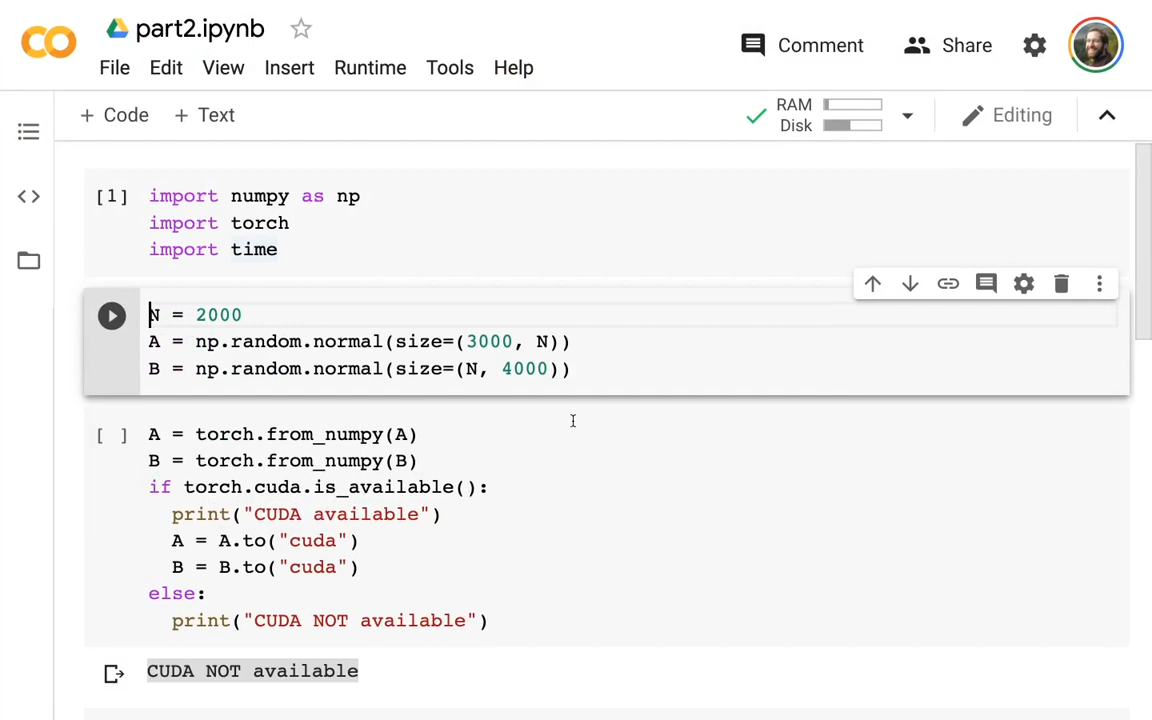 part2.ipynb
Comment
Share
File Edit View Insert Runtime Tools Help
+ Code + Text
RAM
Disk
Editing
[1] import numpy as np
import torch
import time
N = 2000
A = np.random.normal(size=(3000, N))
B = np.random.normal(size=(N, 4000))
[ ] A = torch.from_numpy(A)
B = torch.from_numpy(B)
if torch.cuda.is_available():
  print("CUDA available")
  A = A.to("cuda")
  B = B.to("cuda")
else:
  print("CUDA NOT available")
CUDA NOT available